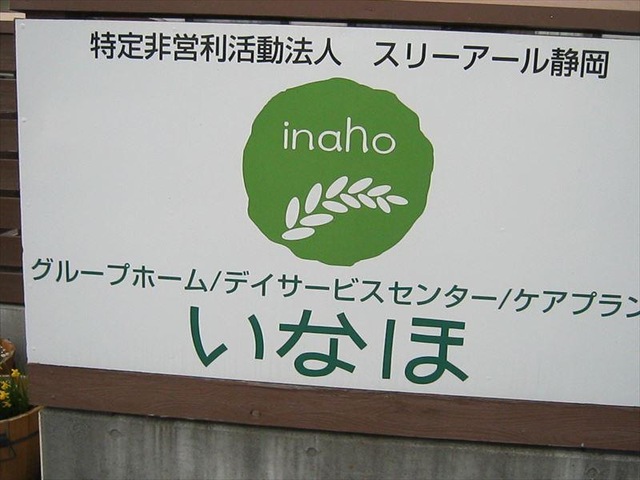 特定非営利活動法人　スリーアール静岡
inaho
グループホーム/デイサービスセンター/ケアプラン
いなほ